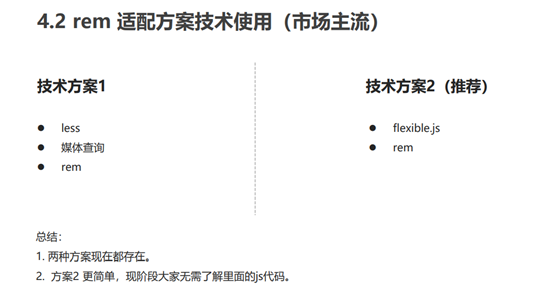 4.2 rem 适配方案技术使用（市场主流）
技术方案1
● less
● 媒体查询
● rem
技术方案2（推荐）
● flexible.js
● rem
总结：
1. 两种方案现在都存在。
2. 方案2 更简单，现阶段大家无需了解里面的js代码。